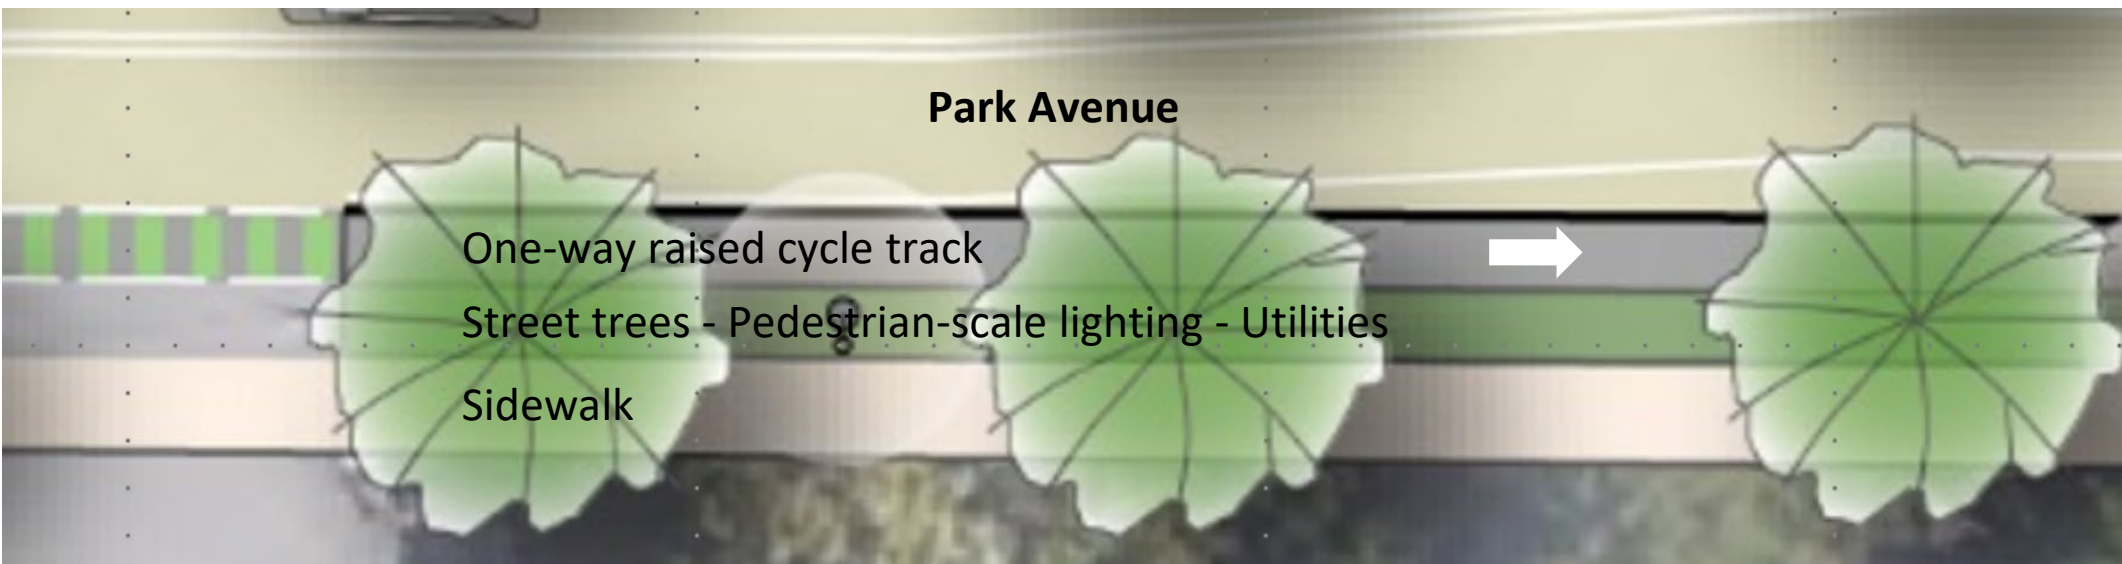 Park Avenue
One-way raised cycle track
Street trees - Pedestrian-scale lighting - Utilities
Sidewalk